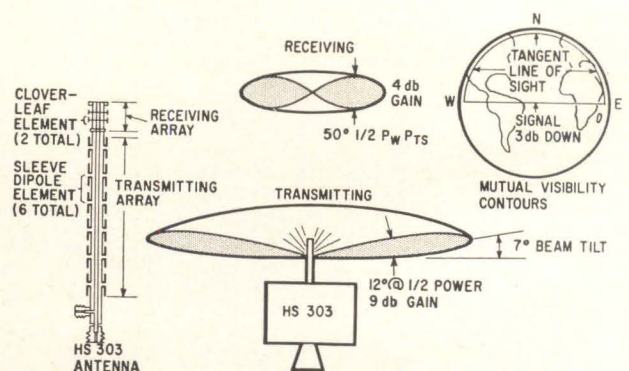 CLOVER-
LEAF
ELEMENT
(2 TOTAL)
RECEIVING
ARRAY
SLEEVE
DIPOLE
ELEMENT
(6 TOTAL)
TRANSMITTING
ARRAY
HS 303
ANTENNA
RECEIVING
4 db
GAIN
50° 1/2 PW PTS
TRANSMITTING
7° BEAM TILT
12° @ 1/2 POWER
9 db GAIN
HS 303
N
TANGENT
LINE OF
SIGHT
W
E
SIGNAL
3 db DOWN
MUTUAL VISIBILITY
CONTOURS